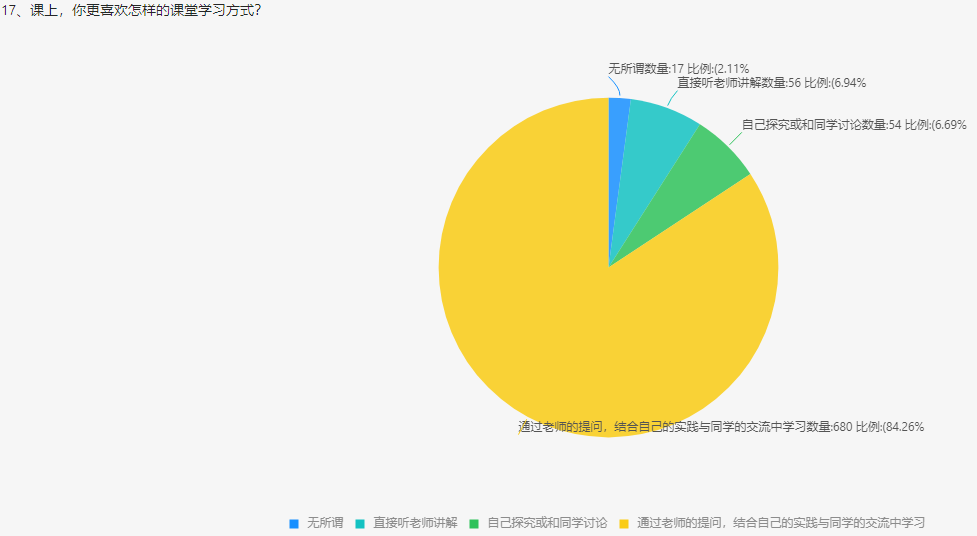 17、课上，你更喜欢怎样的课堂学习方式？
无所谓数量:17 比例:(2.11%
直接听老师讲解数量:56 比例:(6.94%
自己探究或和同学讨论数量:54 比例:(6.69%
通过老师的提问，结合自己的实践与同学的交流中学习数量:680 比例:(84.26%
无所谓 直接听老师讲解 自己探究或和同学讨论 通过老师的提问，结合自己的实践与同学的交流中学习